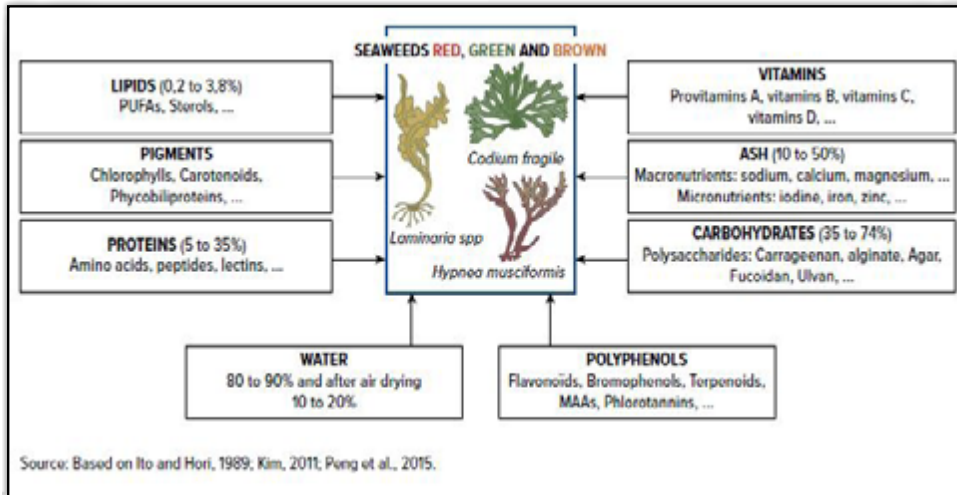 SEAWEEDS RED, GREEN AND BROWN
LIPIDS (0,2 to 3,8%)
PUFAs, Sterols, ...
PIGMENTS
Chlorophylls, Carotenoids,
Phycobiliproteins, ...
PROTEINS (5 to 35%)
Amino acids, peptides, lectins, ...
Codium fragile
Laminaria spp
Hypnea musciformis
VITAMINS
Provitamins A, vitamins B, vitamins C,
vitamins D, ...
ASH (10 to 50%)
Macronutrients: sodium, calcium, magnesium, ...
Micronutrients: iodine, iron, zinc, ...
CARBOHYDRATES (35 to 74%)
Polysaccharides: Carrageenan, alginate, Agar,
Fucoidan, Ulvan, ...
WATER
80 to 90% and after air drying
10 to 20%
POLYPHENOLS
Flavonoïds, Bromophenols, Terpenoids,
MAAs, Phlorotannins, ...
Source: Based on Ito and Hori, 1989; Kim, 2011; Peng et al., 2015.